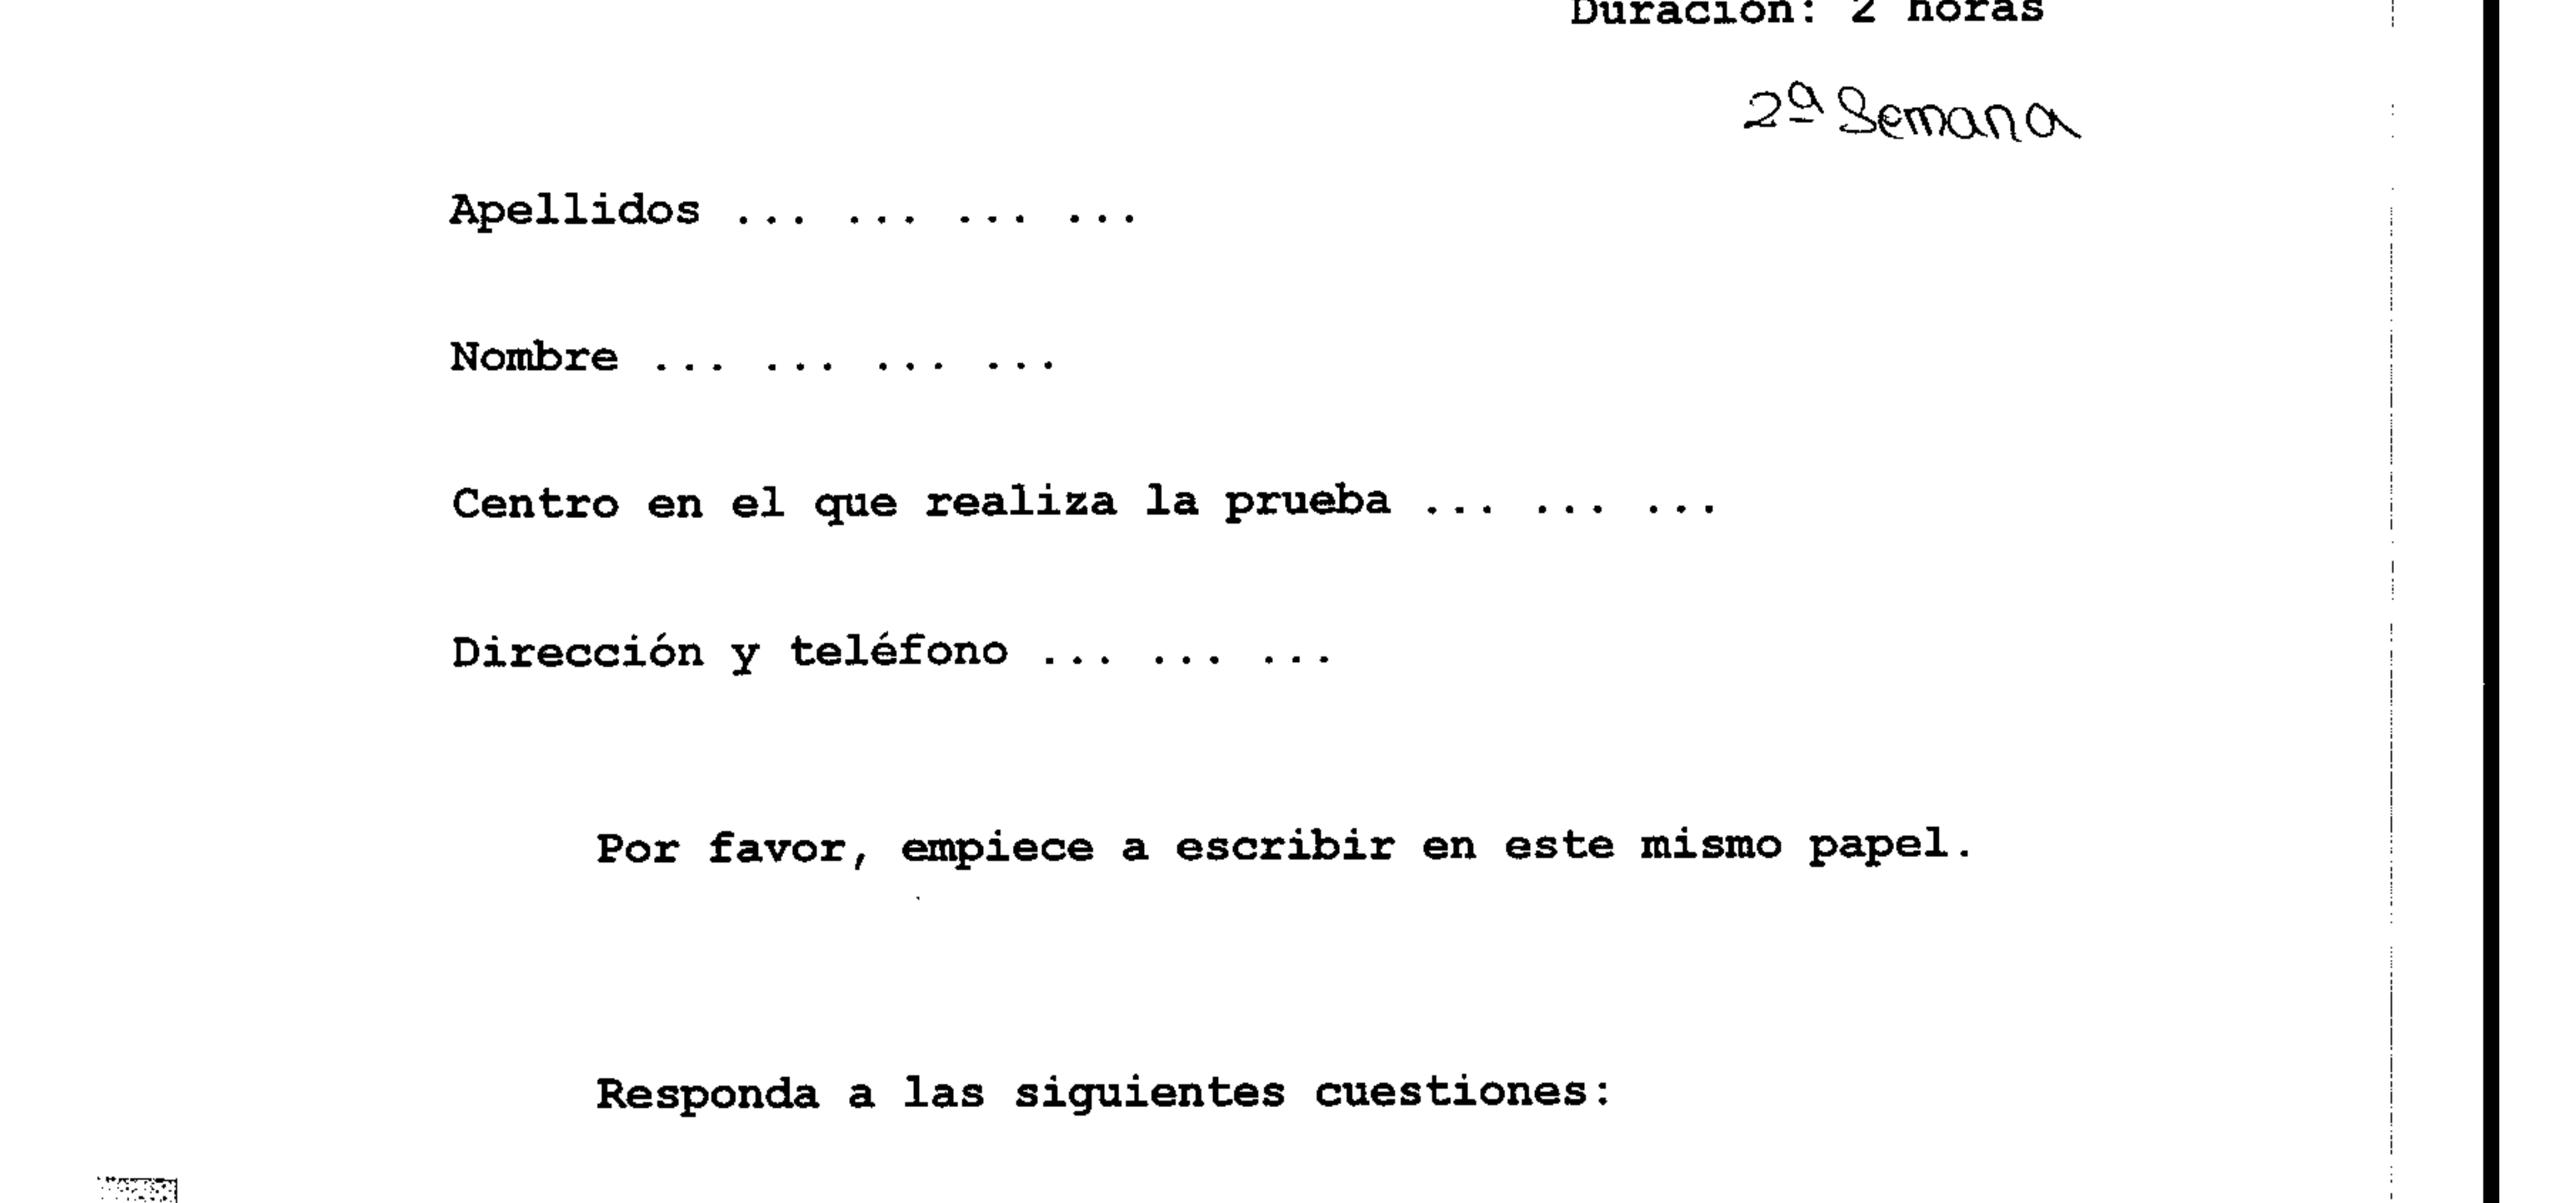 Duración: 2 horas
2ª Semana
Apellidos ... ... ... ...
Nombre ... ... ... ...
Centro en el que realiza la prueba ... ... ...
Dirección y teléfono ... ... ...
Por favor, empiece a escribir en este mismo papel.
Responda a las siguientes cuestiones: